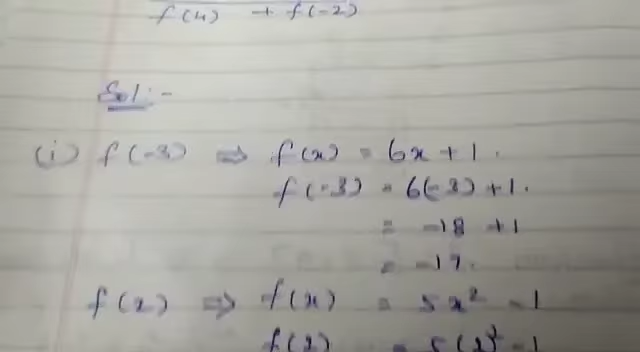 f(4) + f(-2)
Sol:-
(i) f(-3) ⇒ f(x) = 6x + 1.
f(-3) = 6(-3) + 1.
= -18 +1
= -17.
f(2) ⇒ f(x) = 5x² - 1
f(2) = 5(2)² - 1